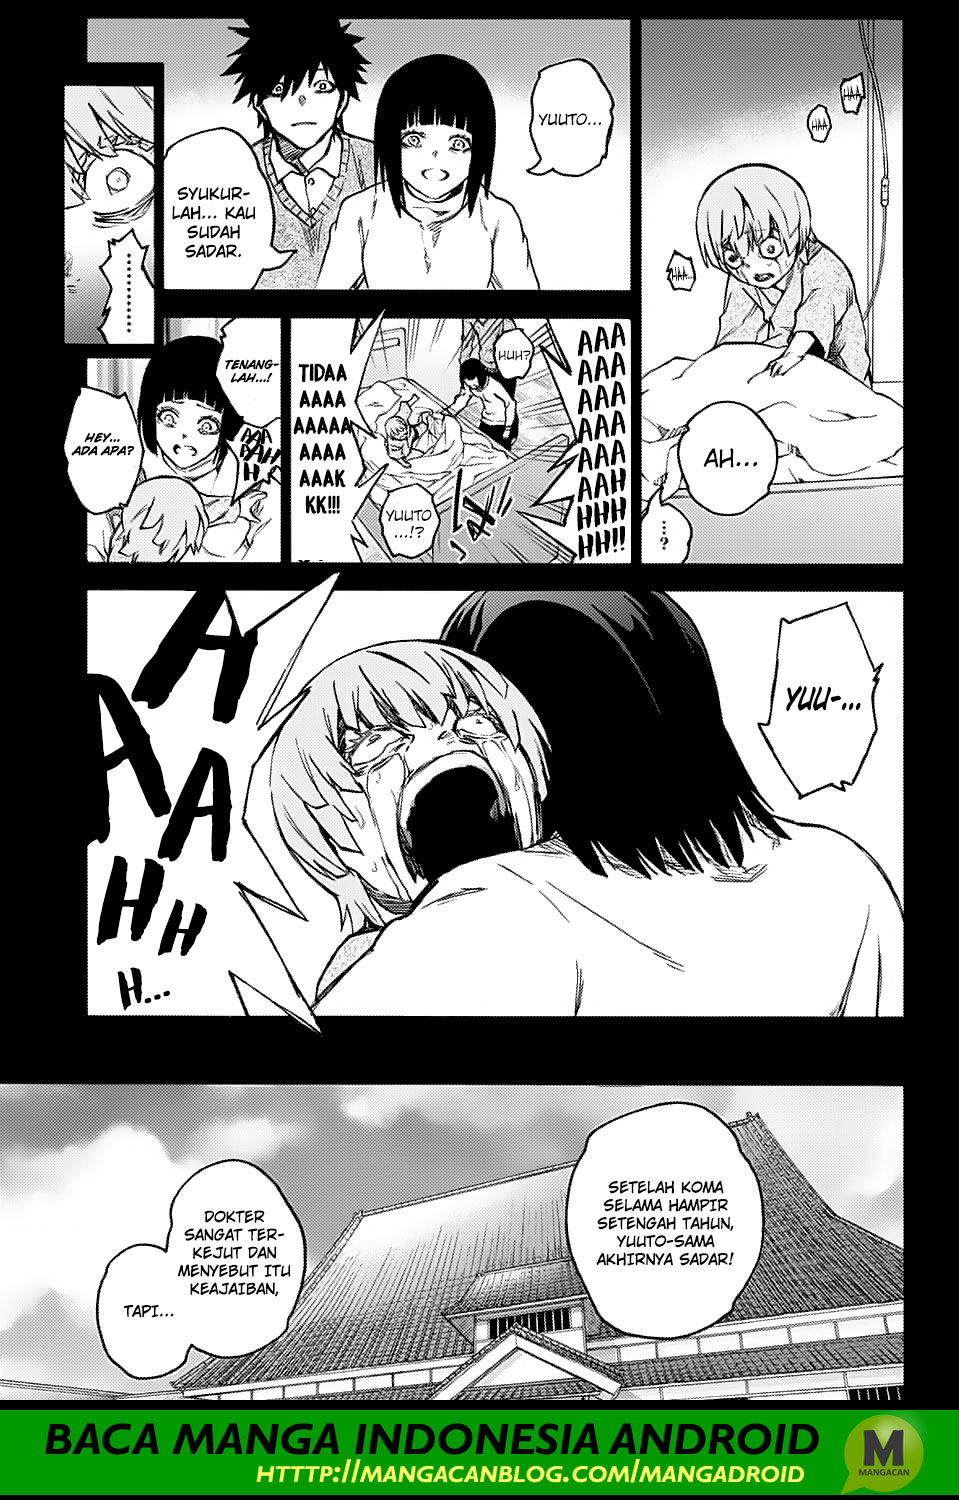 HAA
HAA
HAA...
AH...
...?
YUUTO...
SYUKUR-
LAH... KAU
SUDAH
SADAR.
.........
AAA
AAA
AAA
AAA
AAA
AAH
HHH
HH!!
HUH?
YUUTO
...!?
TIDAA
AAAA
AAAAA
AAAA
AAAK
KK!!!
TENANG-
LAH...!
HEY...
ADA APA?
AAA
AAH
H
YUU-...
A
A
A
H
H
H...
SETELAH KOMA
SELAMA HAMPIR
SETENGAH TAHUN,
YUUTO-SAMA
AKHIRNYA SADAR!
DOKTER
SANGAT TER-
KEJUT DAN
MENYEBUT ITU
KEAJAIBAN,
TAPI...
BACA MANGA INDONESIA ANDROID
HTTTP://MANGACANBLOG.COM/MANGADROID
M
MANGACAN